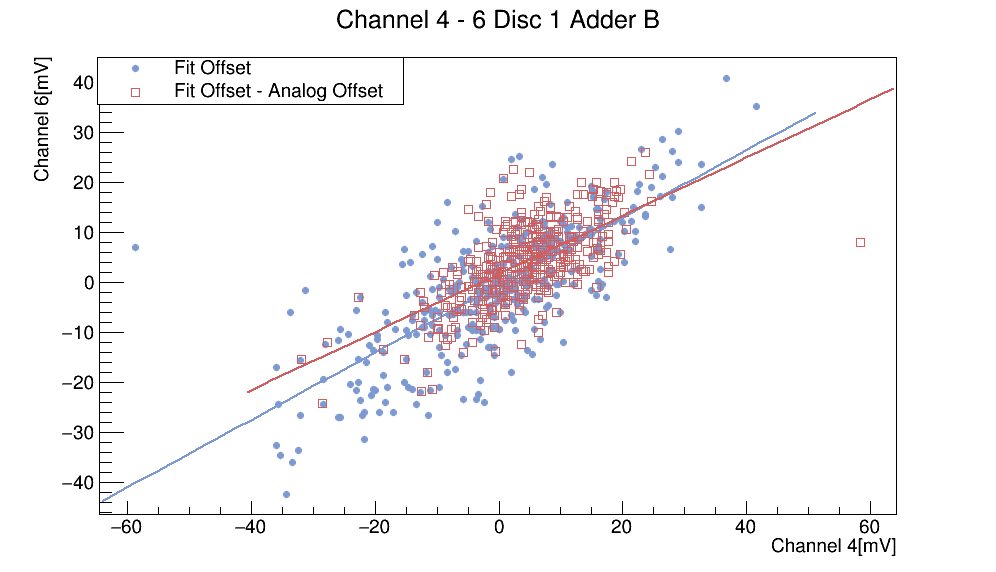 Channel 4 - 6 Disc 1 Adder B
Channel 6[mV]
Fit Offset
Fit Offset - Analog Offset
40
30
20
10
0
−10
−20
−30
−40
−60 −40 −20 0 20 40 60
Channel 4[mV]